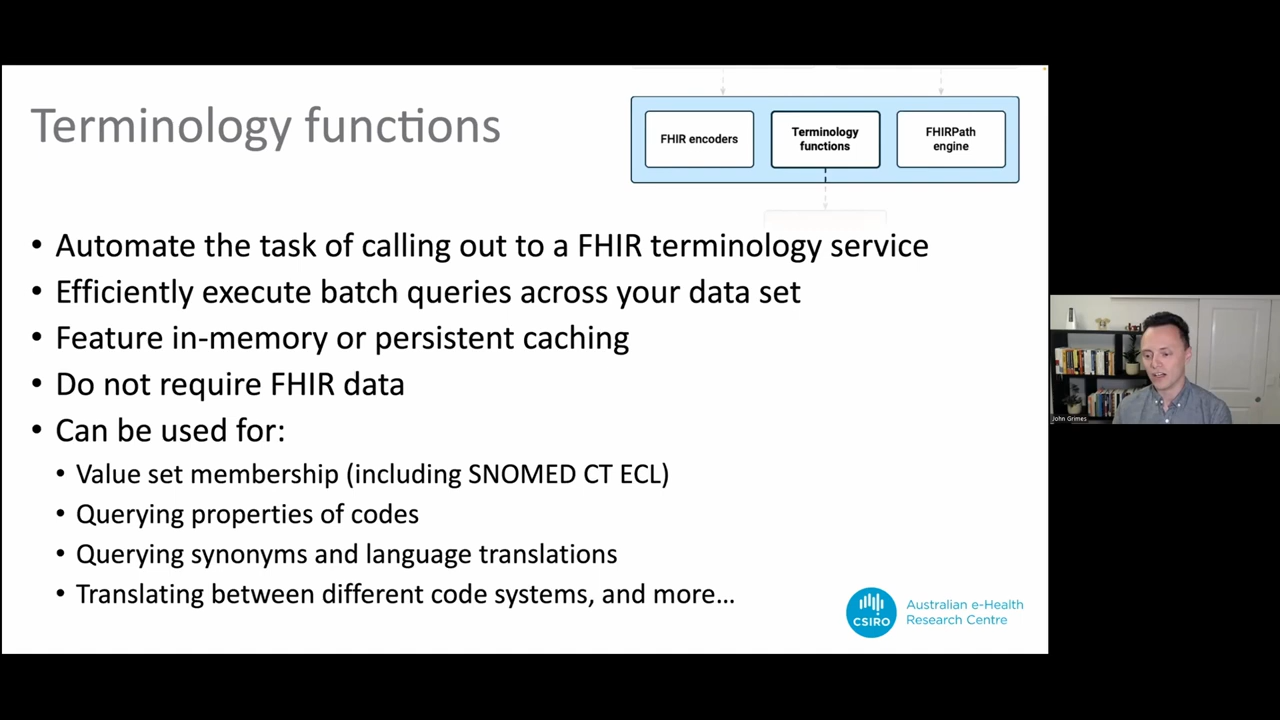 Terminology functions
FHIR encoders
Terminology
functions
FHIRPath
engine
• Automate the task of calling out to a FHIR terminology service
• Efficiently execute batch queries across your data set
• Feature in-memory or persistent caching
• Do not require FHIR data
• Can be used for:
• Value set membership (including SNOMED CT ECL)
• Querying properties of codes
• Querying synonyms and language translations
• Translating between different code systems, and more...
CSIRO
Australian e-Health
Research Centre
John Grimes